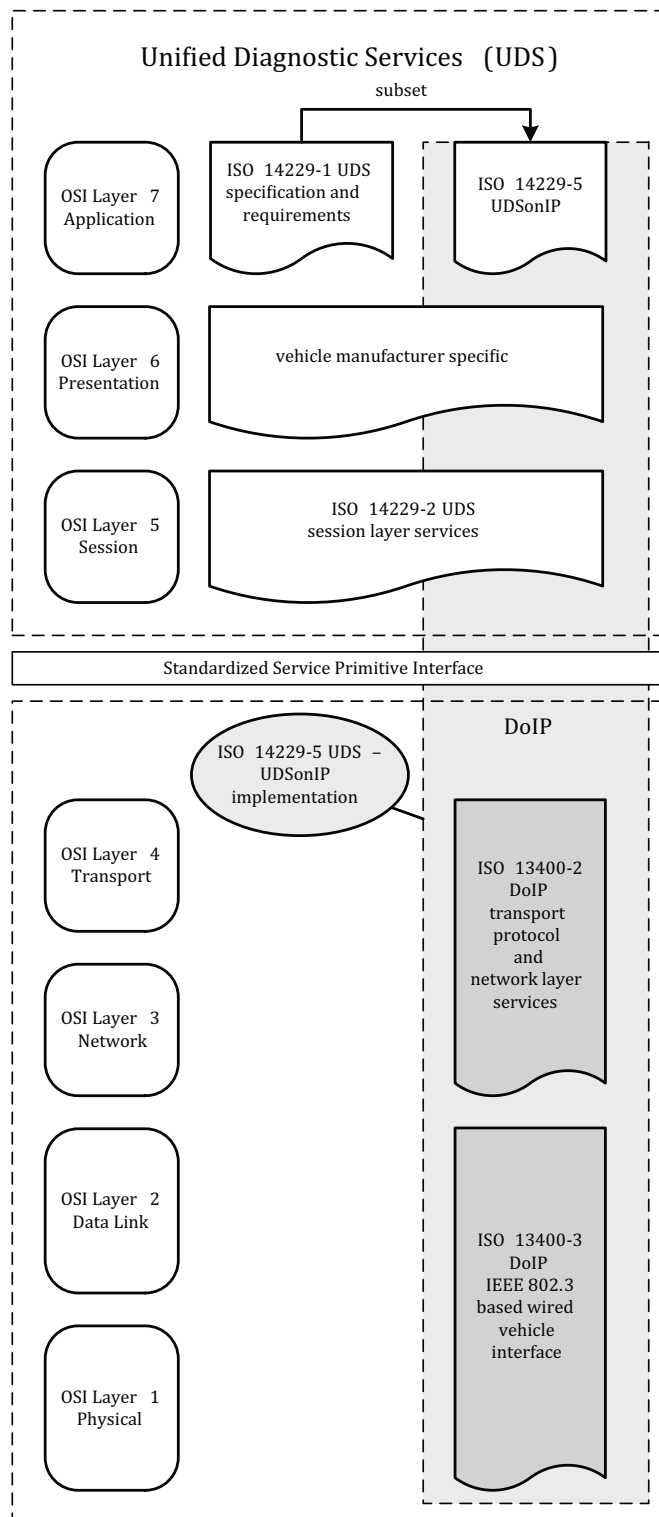 Unified Diagnostic Services (UDS)
subset
OSI Layer 7
Application
ISO 14229-1 UDS
specification and
requirements
ISO 14229-5
UDSonIP
OSI Layer 6
Presentation
vehicle manufacturer specific
OSI Layer 5
Session
ISO 14229-2 UDS
session layer services
Standardized Service Primitive Interface
DoIP
ISO 14229-5 UDS –
UDSonIP
implementation
OSI Layer 4
Transport
ISO 13400-2
DoIP
transport
protocol
and
network layer
services
OSI Layer 3
Network
OSI Layer 2
Data Link
ISO 13400-3
DoIP
IEEE 802.3
based wired
vehicle
interface
OSI Layer 1
Physical